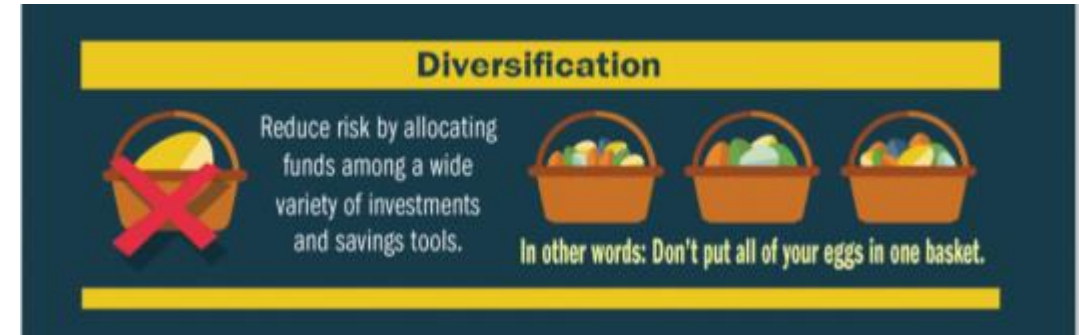 Diversification
Reduce risk by allocating
funds among a wide
variety of investments
and savings tools.
In other words: Don't put all of your eggs in one basket.